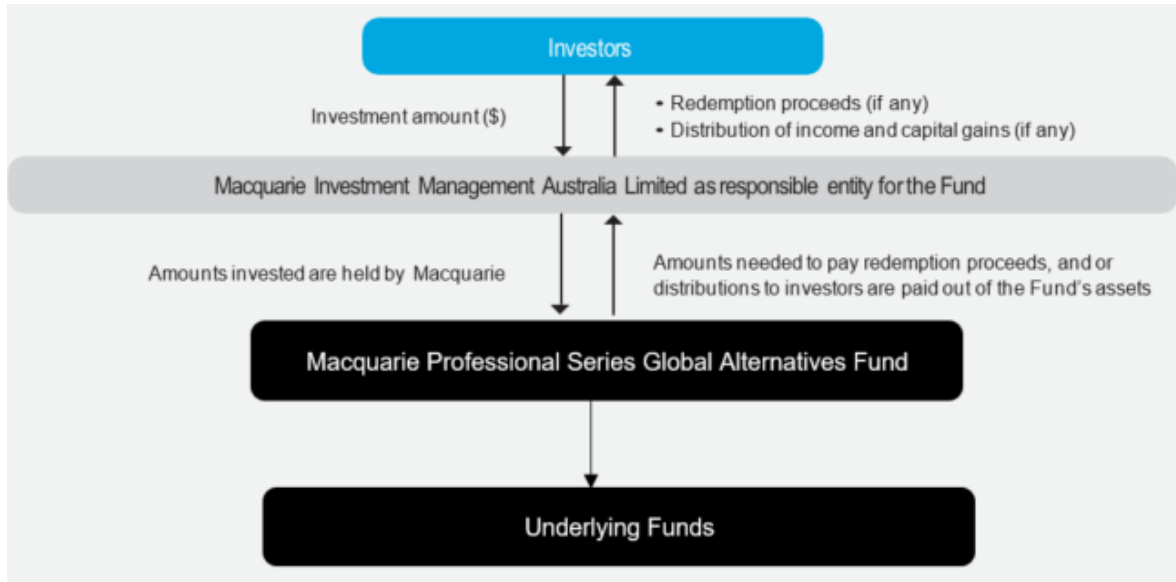 Investors
Investment amount ($)
• Redemption proceeds (if any)
• Distribution of income and capital gains (if any)
Macquarie Investment Management Australia Limited as responsible entity for the Fund
Amounts invested are held by Macquarie
Amounts needed to pay redemption proceeds, and or
distributions to investors are paid out of the Fund's assets
Macquarie Professional Series Global Alternatives Fund
Underlying Funds